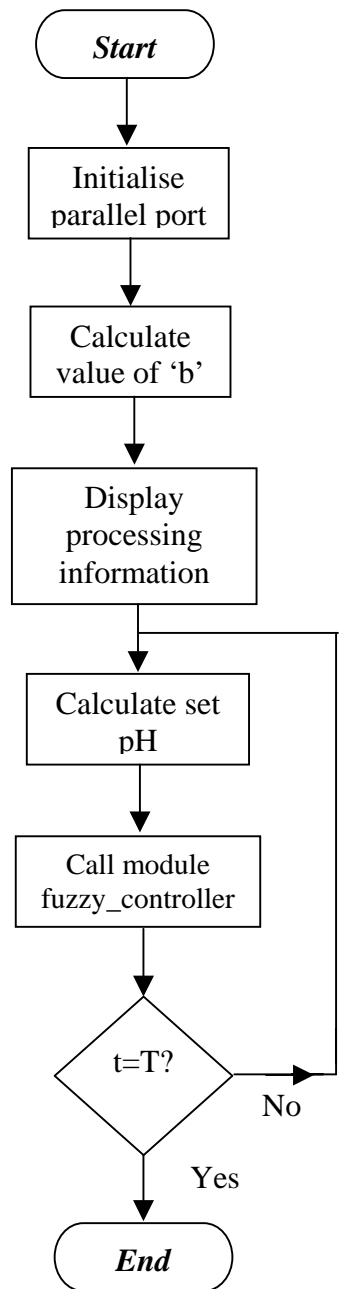 Start
Initialise
parallel port
Calculate
value of ‘b’
Display
processing
information
Calculate set
pH
Call module
fuzzy_controller
t=T?
No
Yes
End